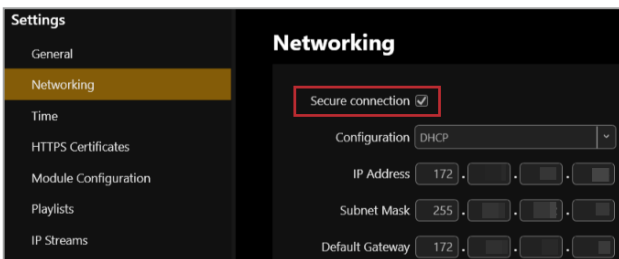 Settings
General
Networking
Time
HTTPS Certificates
Module Configuration
Playlists
IP Streams
Networking
Secure connection
Configuration DHCP
IP Address 172 . . .
Subnet Mask 255 . . .
Default Gateway 172 . . .